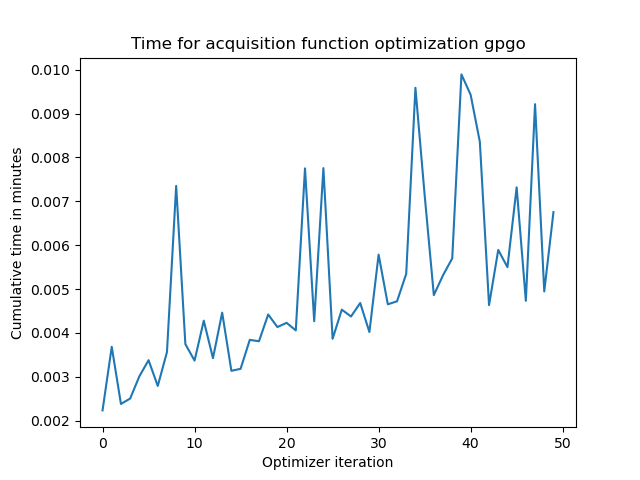 Time for acquisition function optimization gpgo
0.010
0.009
0.008
0.007
0.006
0.005
0.004
0.003
0.002
Cumulative time in minutes
0 10 20 30 40 50
Optimizer iteration